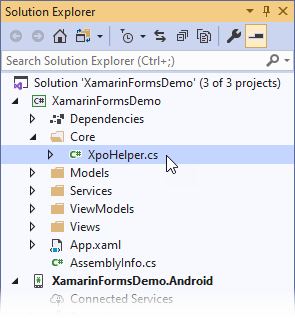 Solution Explorer
Search Solution Explorer (Ctrl+;)
Solution 'XamarinFormsDemo' (3 of 3 projects)
C# XamarinFormsDemo
Dependencies
Core
C# XpoHelper.cs
Models
Services
ViewModels
Views
App.xaml
C# AssemblyInfo.cs
XamarinFormsDemo.Android
Connected Services